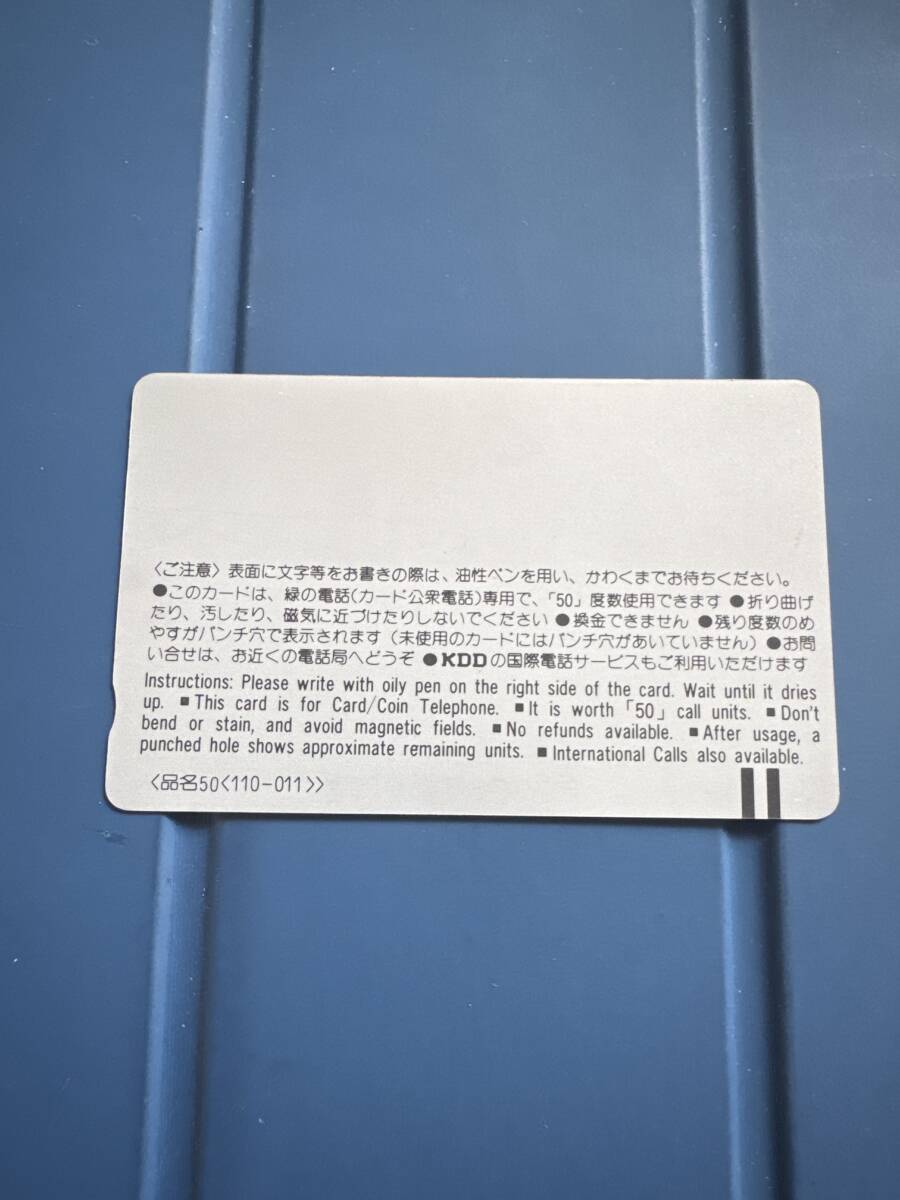 〈ご注意〉表面に文字等をお書きの際は、油性ペンを用い、かわくまでお待ちください。
●このカードは、緑の電話(カード公衆電話)専用で、「50」度数使用できます ●折り曲げ
たり、汚したり、磁気に近づけたりしないでください ●換金できません ●残り度数のめ
やすがパンチ穴で表示されます(未使用のカードにはパンチ穴があいていません) ●お問
い合せは、お近くの電話局へどうぞ ●KDDの国際電話サービスもご利用いただけます
Instructions: Please write with oily pen on the right side of the card. Wait until it dries
up. ■This card is for Card/Coin Telephone. ■It is worth「50」call units. ■Don't
bend or stain, and avoid magnetic fields. ■No refunds available. ■After usage, a
punched hole shows approximate remaining units. ■International Calls also available.
〈品名50〈110-011〉〉